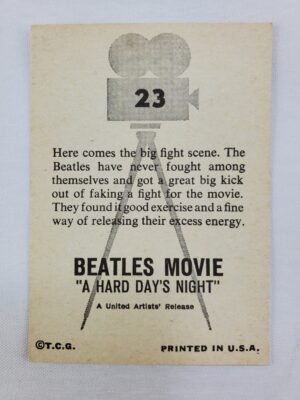 23
Here comes the big fight scene. The
Beatles have never fought among
themselves and got a great big kick
out of faking a fight for the movie.
They found it good exercise and a fine
way of releasing their excess energy.
BEATLES MOVIE
"A HARD DAY'S NIGHT"
A United Artists' Release
©T.C.G.
PRINTED IN U.S.A.